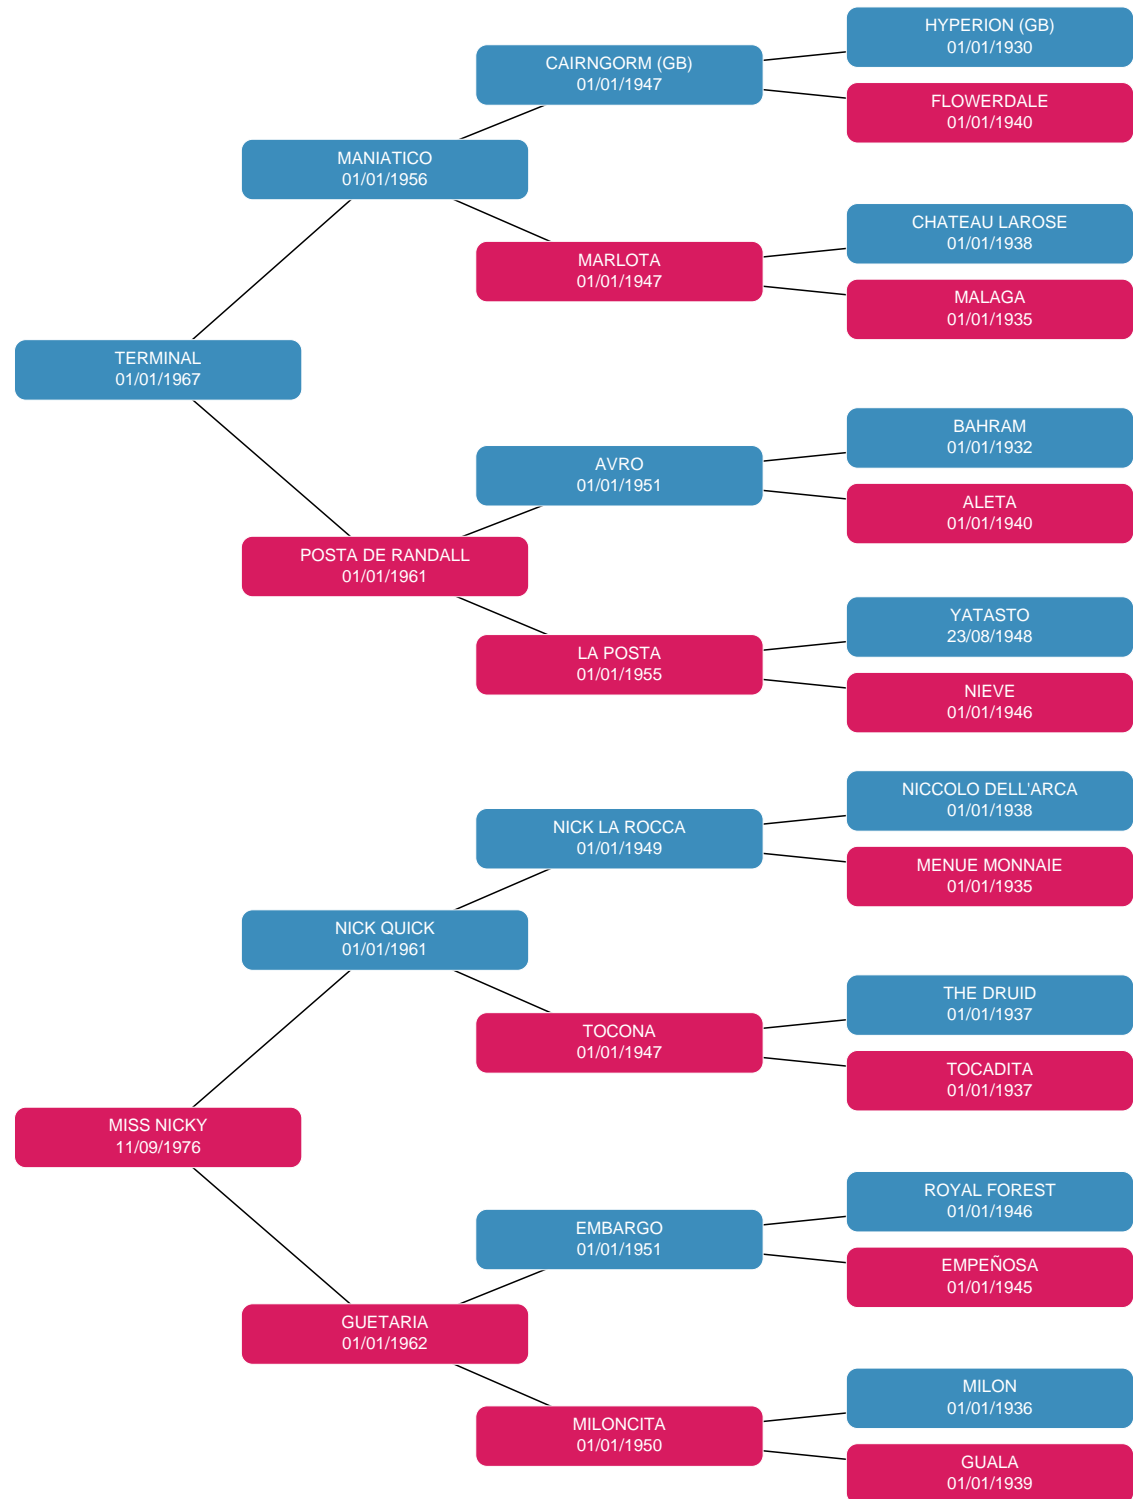 HYPERION (GB)
01/01/1930
CAIRNGORM (GB)
01/01/1947
FLOWERDALE
01/01/1940
MANIATICO
01/01/1956
CHATEAU LAROSE
01/01/1938
MARLOTA
01/01/1947
MALAGA
01/01/1935
TERMINAL
01/01/1967
BAHRAM
01/01/1932
AVRO
01/01/1951
ALETA
01/01/1940
POSTA DE RANDALL
01/01/1961
YATASTO
23/08/1948
LA POSTA
01/01/1955
NIEVE
01/01/1946
NICCOLO DELL'ARCA
01/01/1938
NICK LA ROCCA
01/01/1949
MENUE MONNAIE
01/01/1935
NICK QUICK
01/01/1961
THE DRUID
01/01/1937
TOCONA
01/01/1947
TOCADITA
01/01/1937
MISS NICKY
11/09/1976
ROYAL FOREST
01/01/1946
EMBARGO
01/01/1951
EMPEÑOSA
01/01/1945
GUETARIA
01/01/1962
MILON
01/01/1936
MILONCITA
01/01/1950
GUALA
01/01/1939